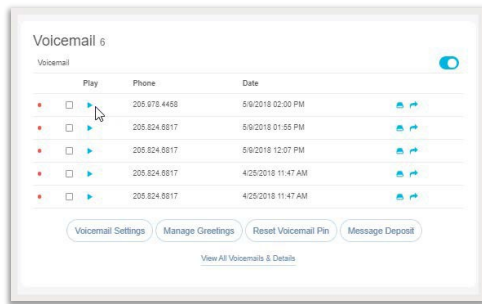 Voicemail 6
Voicemail
Play Phone Date
205.978.4458 5/9/2018 02:00 PM
205.824.6817 5/9/2018 01:55 PM
205.824.6817 5/9/2018 12:07 PM
205.824.6817 4/25/2018 11:47 AM
205.824.6817 4/25/2018 11:47 AM
Voicemail Settings Manage Greetings Reset Voicemail Pin Message Deposit
View All Voicemails & Details